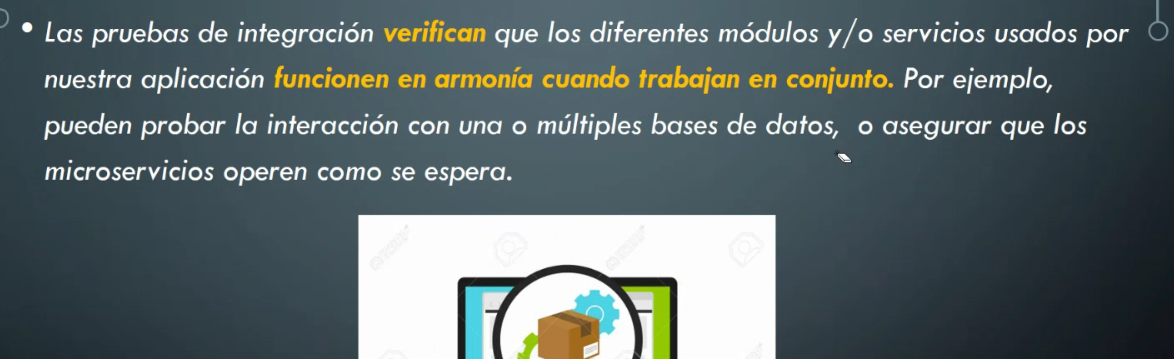 • Las pruebas de integración verifican que los diferentes módulos y/o servicios usados por
nuestra aplicación funcionen en armonía cuando trabajan en conjunto. Por ejemplo,
pueden probar la interacción con una o múltiples bases de datos, o asegurar que los
microservicios operen como se espera.